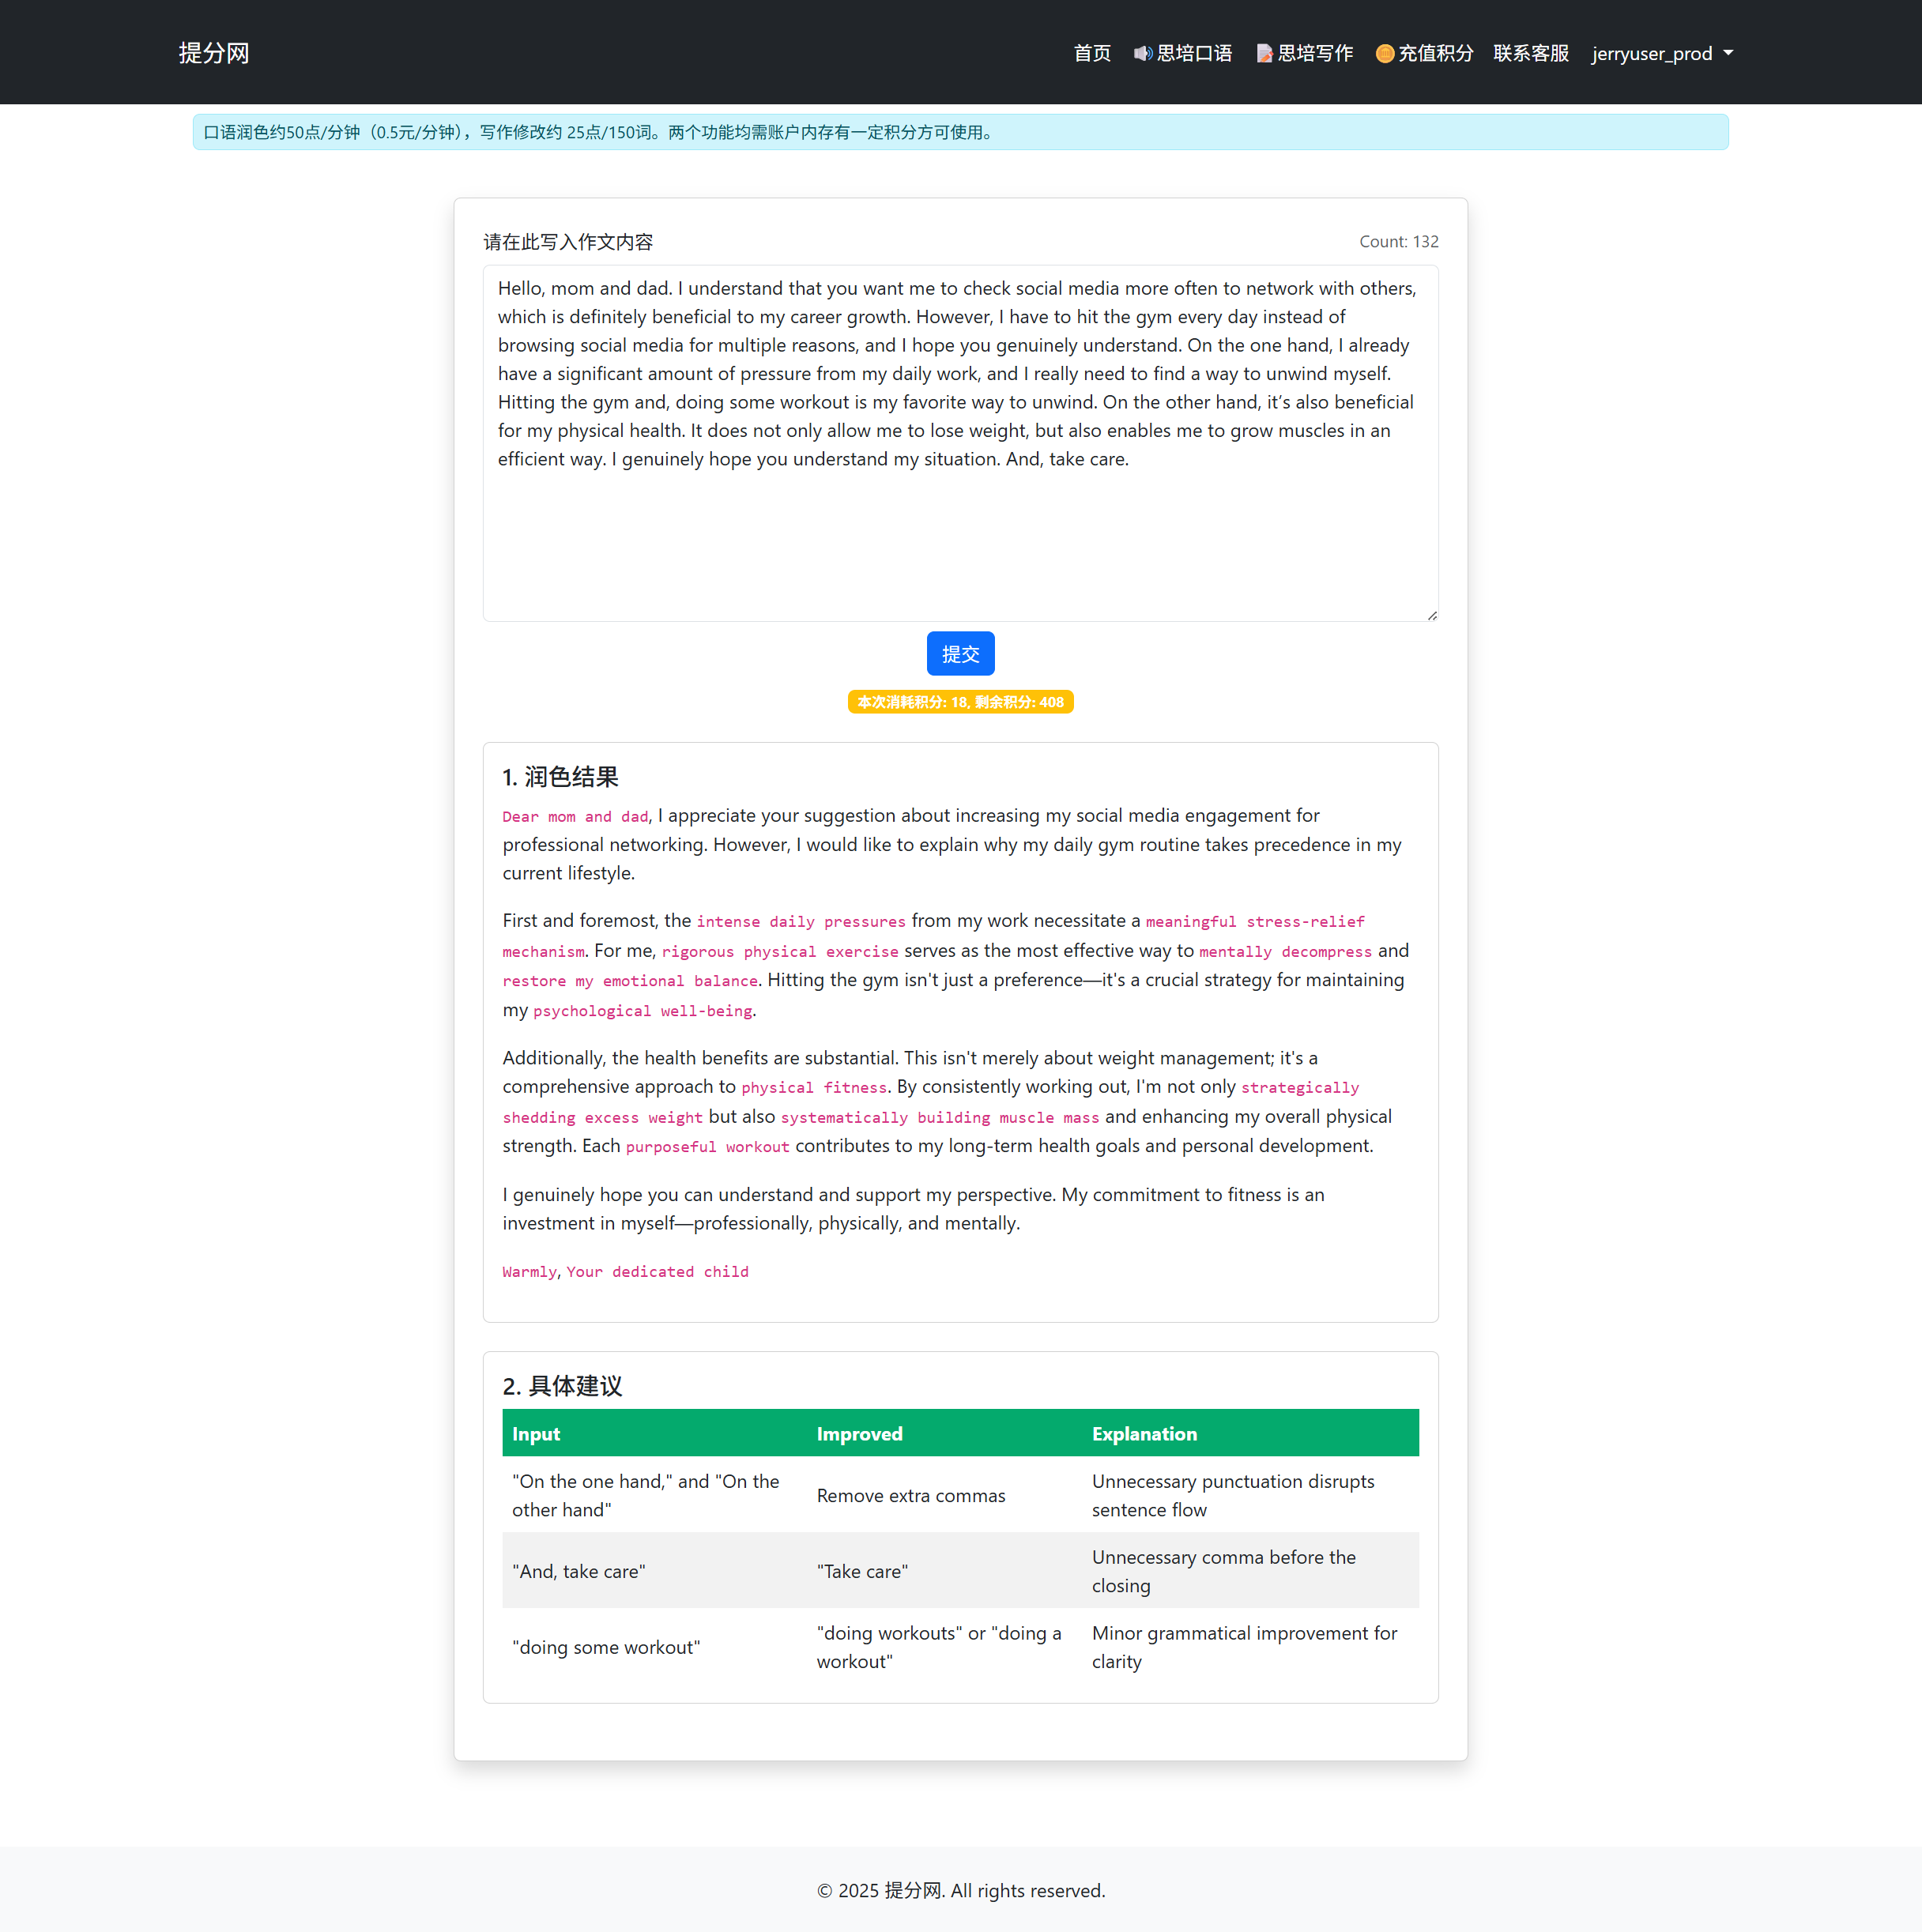 提分网
首页 思培口语 思培写作 充值积分 联系客服 jerryuser_prod
口语润色约50点/分钟（0.5元/分钟），写作修改约 25点/150词。两个功能均需账户内存有一定积分方可使用。
请在此写入作文内容
Count: 132
Hello, mom and dad. I understand that you want me to check social media more often to network with others,
which is definitely beneficial to my career growth. However, I have to hit the gym every day instead of
browsing social media for multiple reasons, and I hope you genuinely understand. On the one hand, I already
have a significant amount of pressure from my daily work, and I really need to find a way to unwind myself.
Hitting the gym and, doing some workout is my favorite way to unwind. On the other hand, it’s also beneficial
for my physical health. It does not only allow me to lose weight, but also enables me to grow muscles in an
efficient way. I genuinely hope you understand my situation. And, take care.
提交
本次消耗积分: 18, 剩余积分: 408
1. 润色结果
Dear mom and dad, I appreciate your suggestion about increasing my social media engagement for
professional networking. However, I would like to explain why my daily gym routine takes precedence in my
current lifestyle.
First and foremost, the intense daily pressures from my work necessitate a meaningful stress-relief
mechanism. For me, rigorous physical exercise serves as the most effective way to mentally decompress and
restore my emotional balance. Hitting the gym isn't just a preference—it's a crucial strategy for maintaining
my psychological well-being.
Additionally, the health benefits are substantial. This isn't merely about weight management; it's a
comprehensive approach to physical fitness. By consistently working out, I'm not only strategically
shedding excess weight but also systematically building muscle mass and enhancing my overall physical
strength. Each purposeful workout contributes to my long-term health goals and personal development.
I genuinely hope you can understand and support my perspective. My commitment to fitness is an
investment in myself—professionally, physically, and mentally.
Warmly, Your dedicated child
2. 具体建议
Input Improved Explanation
"On the one hand," and "On the
other hand"
Remove extra commas
Unnecessary punctuation disrupts
sentence flow
"And, take care"
"Take care"
Unnecessary comma before the
closing
"doing some workout"
"doing workouts" or "doing a
workout"
Minor grammatical improvement for
clarity
© 2025 提分网. All rights reserved.